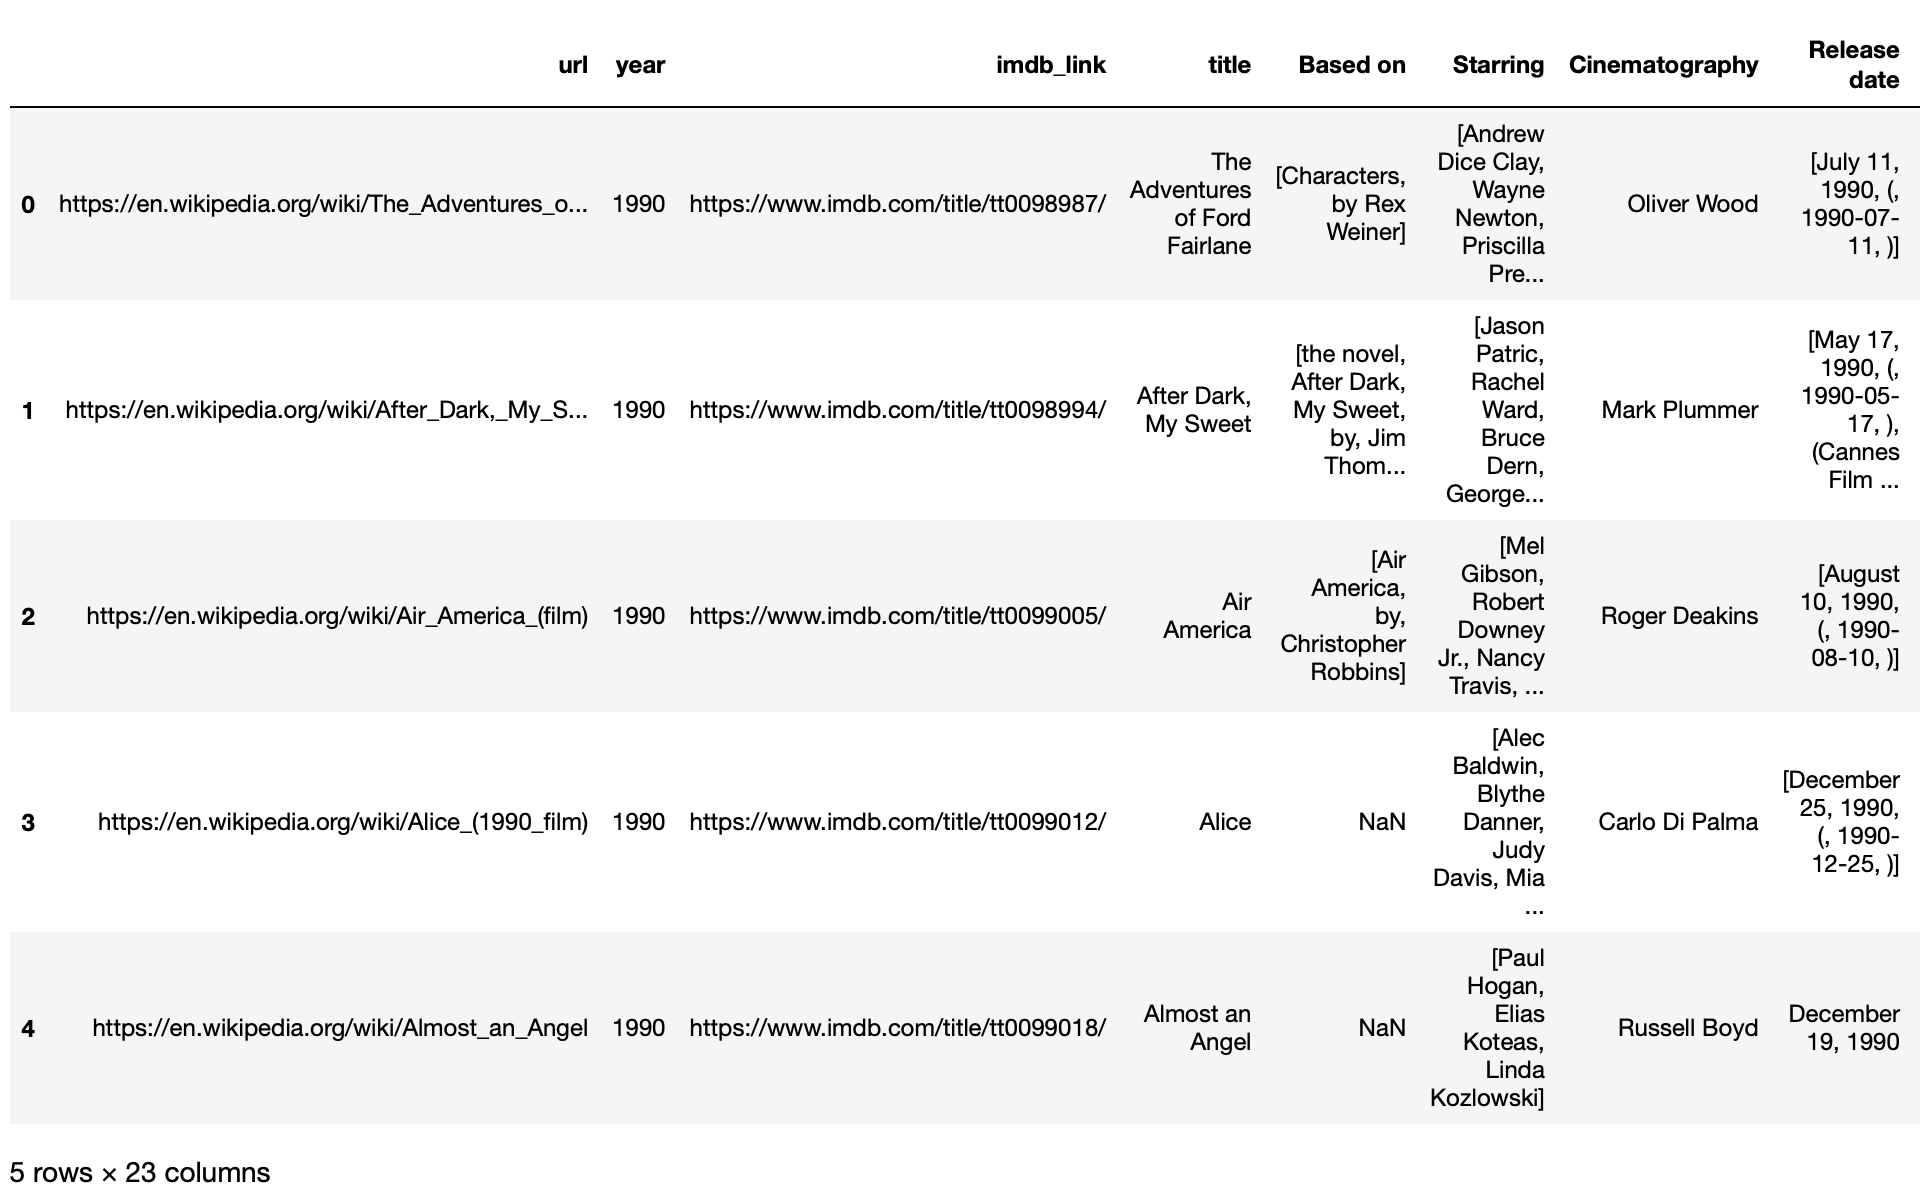 url year imdb_link title Based on Starring Cinematography Release date
0 https://en.wikipedia.org/wiki/The_Adventures_o... 1990 https://www.imdb.com/title/tt0098987/ The Adventures of Ford Fairlane [Characters, by Rex Weiner] [Andrew Dice Clay, Wayne Newton, Priscilla Pre... Oliver Wood [July 11, 1990, (, 1990-07-11, )]
1 https://en.wikipedia.org/wiki/After_Dark,_My_S... 1990 https://www.imdb.com/title/tt0098994/ After Dark, My Sweet [the novel, After Dark, My Sweet, by, Jim Thom... [Jason Patric, Rachel Ward, Bruce Dern, George... Mark Plummer [May 17, 1990, (, 1990-05-17, ), (Cannes Film ...
2 https://en.wikipedia.org/wiki/Air_America_(film) 1990 https://www.imdb.com/title/tt0099005/ Air America [Air America, by, Christopher Robbins] [Mel Gibson, Robert Downey Jr., Nancy Travis, ... Roger Deakins [August 10, 1990, (, 1990-08-10, )]
3 https://en.wikipedia.org/wiki/Alice_(1990_film) 1990 https://www.imdb.com/title/tt0099012/ Alice NaN [Alec Baldwin, Blythe Danner, Judy Davis, Mia ... Carlo Di Palma [December 25, 1990, (, 1990-12-25, )]
4 https://en.wikipedia.org/wiki/Almost_an_Angel 1990 https://www.imdb.com/title/tt0099018/ Almost an Angel NaN [Paul Hogan, Elias Koteas, Linda Kozlowski] Russell Boyd December 19, 1990
5 rows × 23 columns